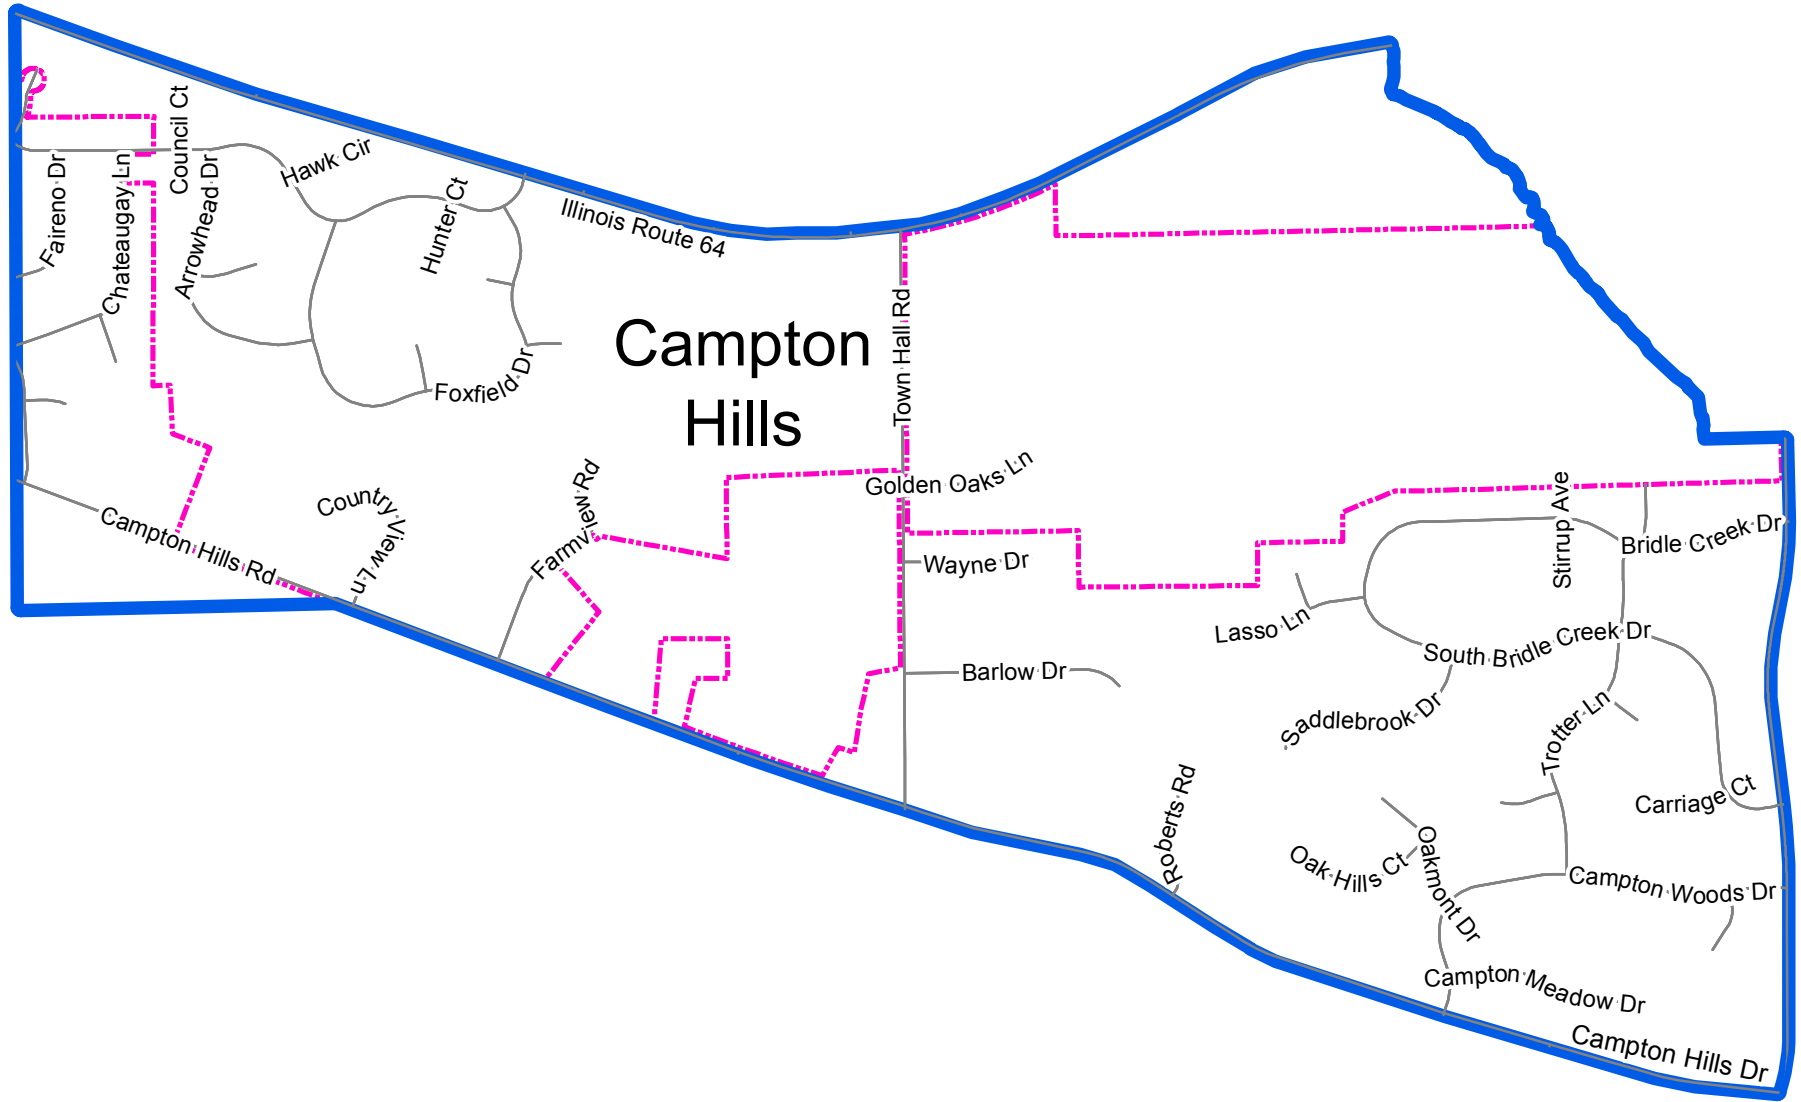 Council Ct
Faireno Dr
Chateaugay Ln
Arrowhead Dr
Hawk Cir
Hunter Ct
Illinois Route 64
Foxfield Dr
Campton
Hills
Town Hall Rd
Golden Oaks Ln
Country View Ln
Farmview Rd
Campton Hills Rd
Wayne Dr
Barlow Dr
Stirrup Ave
Bridle Creek Dr
Lasso Ln
South Bridle Creek Dr
Saddlebrook Dr
Trotter Ln
Carriage Ct
Roberts Rd
Oak Hills Ct
Oakmont Dr
Campton Woods Dr
Campton Meadow Dr
Campton Hills Dr